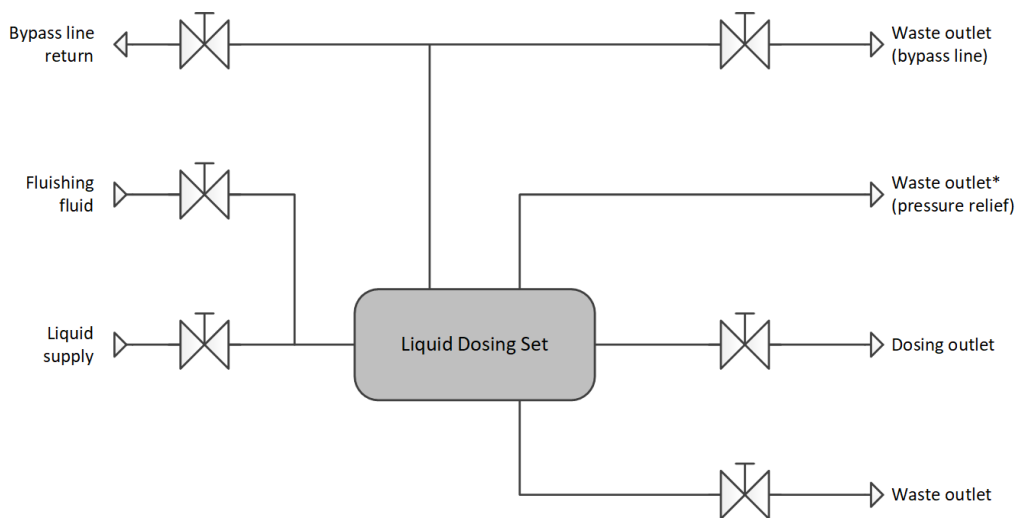 Bypass line
return
Waste outlet
(bypass line)
Fluishing
fluid
Waste outlet*
(pressure relief)
Liquid
supply
Liquid Dosing Set
Dosing outlet
Waste outlet